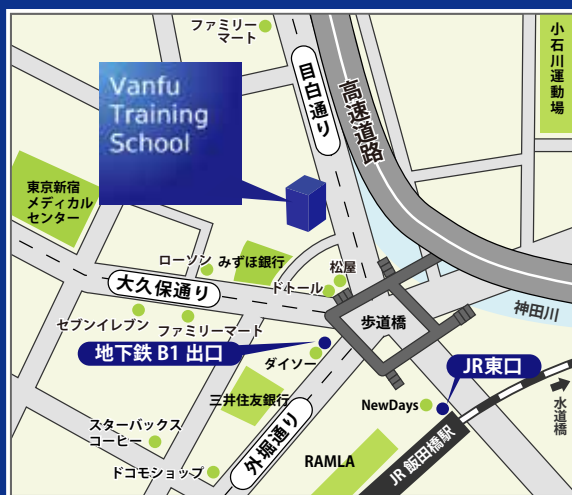 ファミリー
マート
小石川運動場
目白通り
高速道路
Vanfu
Training
School
東京新宿
メディカル
センター
ローソン
みずほ銀行
松屋
ドトール
大久保通り
歩道橋
神田川
セブンイレブン
ファミリーマート
地下鉄 B1 出口
ダイソー
JR東口
三井住友銀行
NewDays
水道橋
スターバックス
コーヒー
外堀通り
JR 飯田橋駅
RAMLA
ドコモショップ